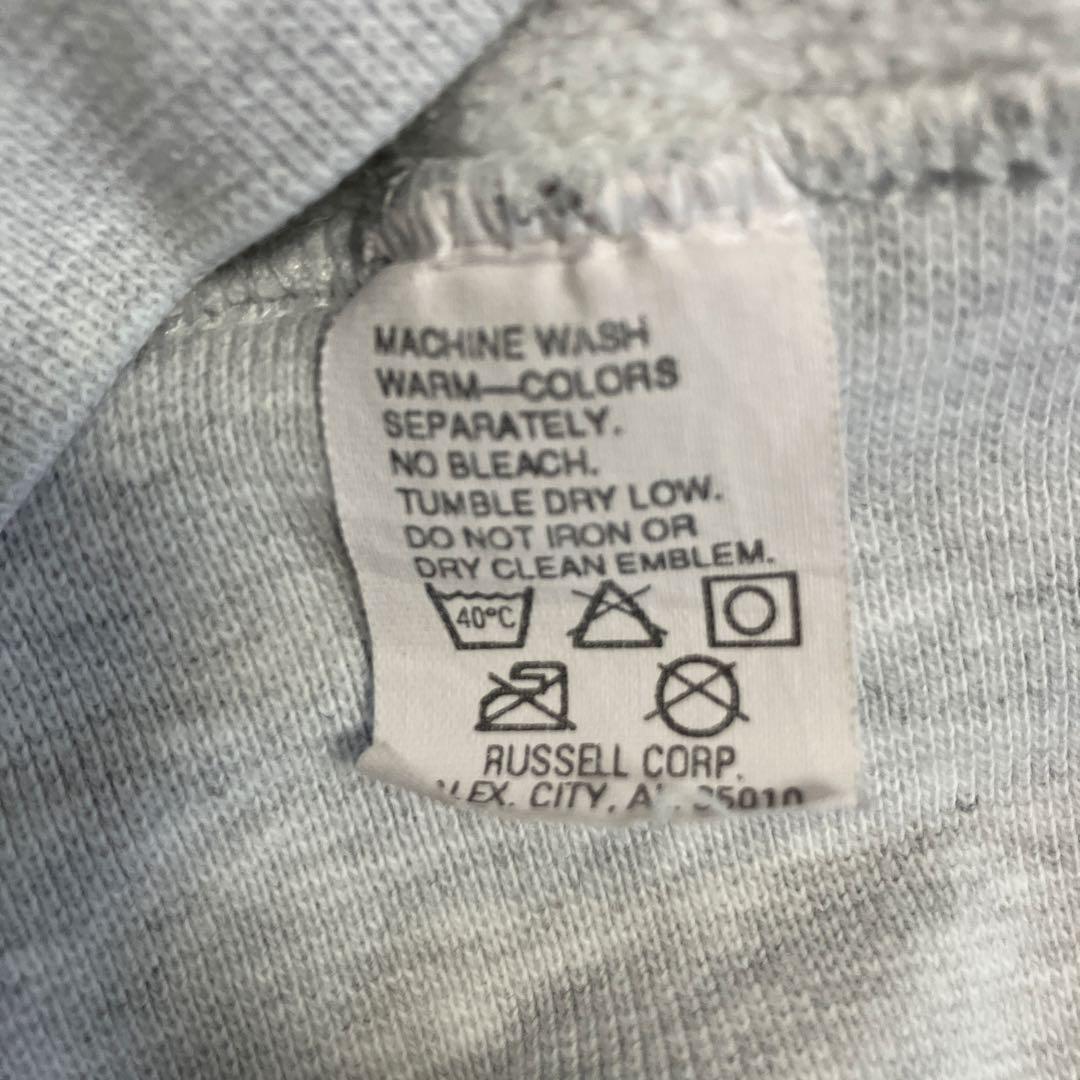 MACHINE WASH
WARM—COLORS
SEPARATELY.
NO BLEACH.
TUMBLE DRY LOW.
DO NOT IRON OR
DRY CLEAN EMBLEM.
40°C
RUSSELL CORP.
CITY,